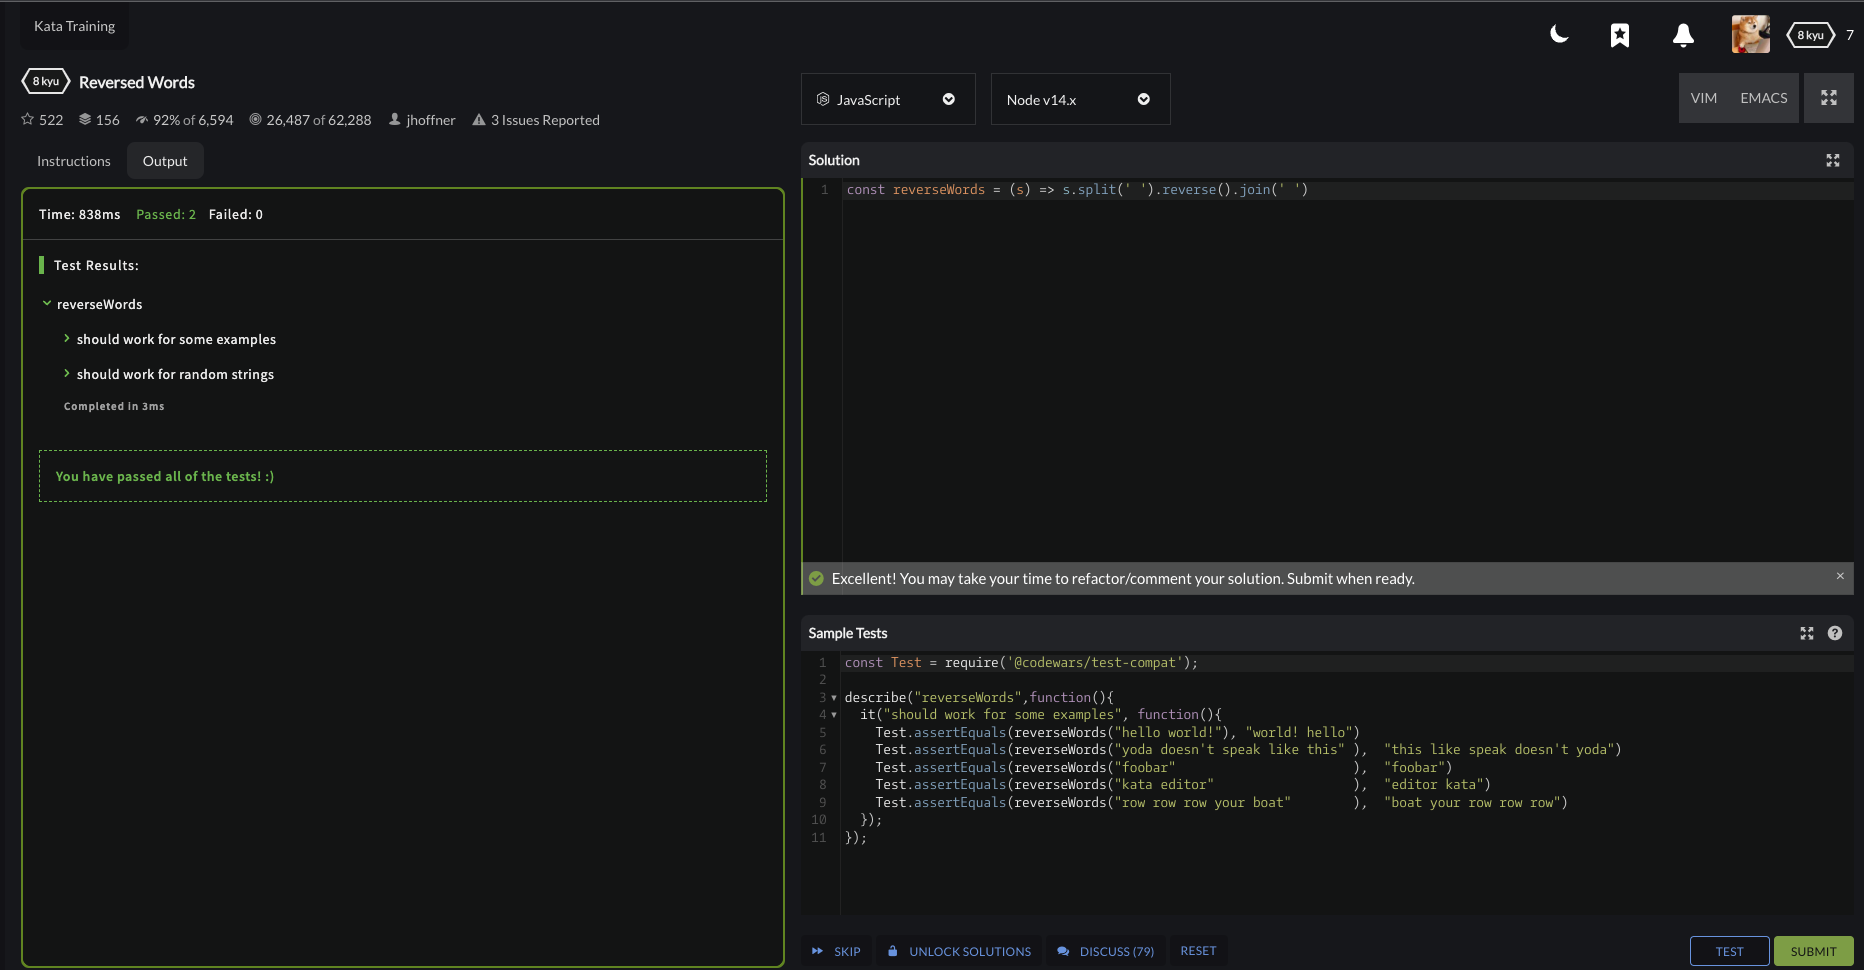 Kata Training
8 kyu 7
8 kyu Reversed Words
522 156 92% of 6,594 26,487 of 62,288 jhoffner 3 Issues Reported
JavaScript Node v14.x VIM EMACS
Instructions Output
Time: 838ms Passed: 2 Failed: 0
Test Results:
reverseWords
should work for some examples
should work for random strings
Completed in 3ms
You have passed all of the tests! :)
Solution
1 const reverseWords = (s) => s.split(' ').reverse().join(' ')
Excellent! You may take your time to refactor/comment your solution. Submit when ready. ×
Sample Tests ?
1 const Test = require('@codewars/test-compat');
2
3 describe("reverseWords",function(){
4   it("should work for some examples", function(){
5     Test.assertEquals(reverseWords("hello world!"), "world! hello")
6     Test.assertEquals(reverseWords("yoda doesn't speak like this" ),  "this like speak doesn't yoda")
7     Test.assertEquals(reverseWords("foobar"                       ),  "foobar")
8     Test.assertEquals(reverseWords("kata editor"                  ),  "editor kata")
9     Test.assertEquals(reverseWords("row row row your boat"        ),  "boat your row row row")
10   });
11 });
SKIP UNLOCK SOLUTIONS DISCUSS (79) RESET TEST SUBMIT